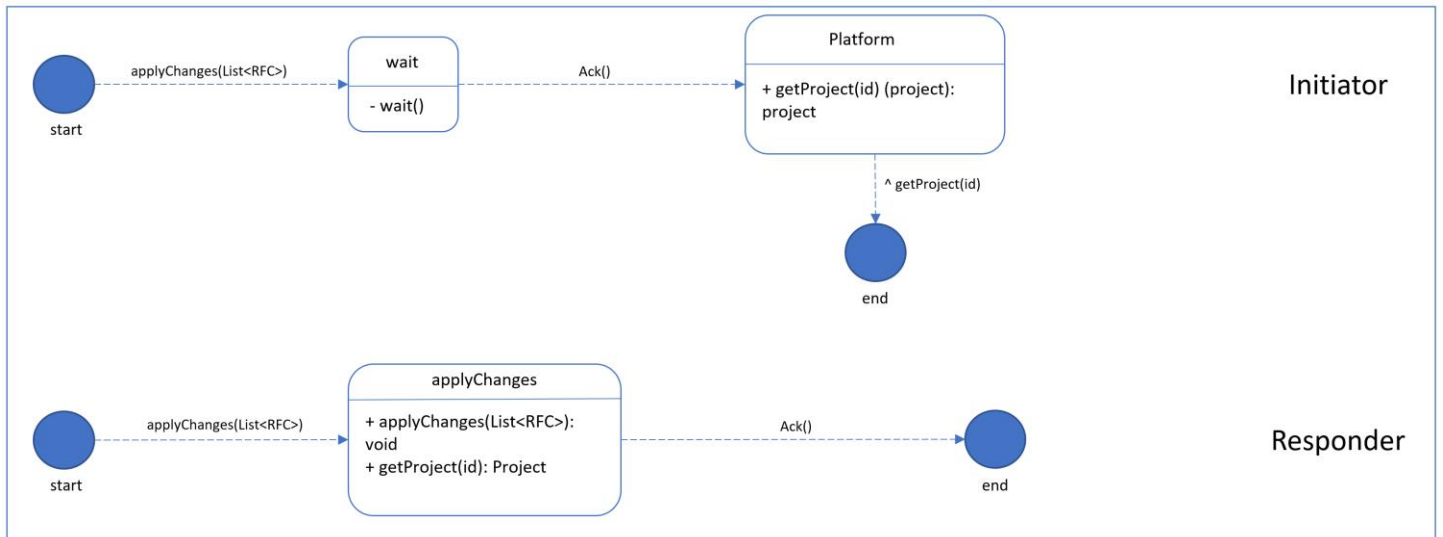 Platform
wait
applyChanges(List<RFC>)
Ack()
Initiator
+ getProject(id) (project):
project
- wait()
start
^ getProject(id)
end
applyChanges
applyChanges(List<RFC>)
+ applyChanges(List<RFC>):
void
+ getProject(id): Project
Ack()
Responder
start
end